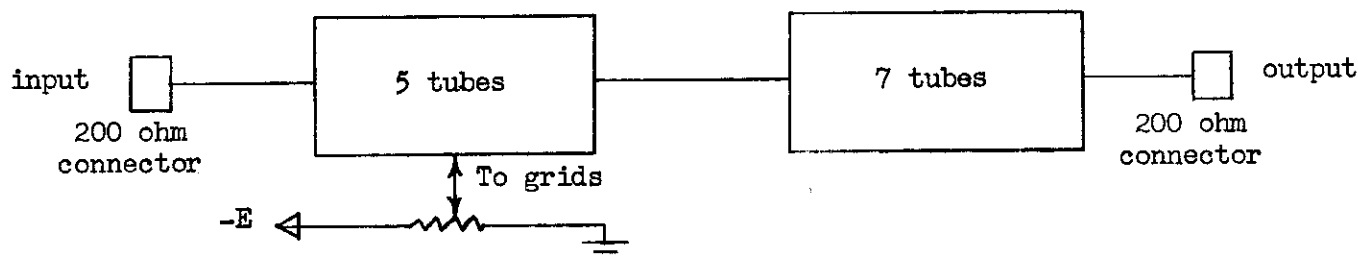 input
200 ohm
connector
5 tubes
To grids
-E
7 tubes
output
200 ohm
connector